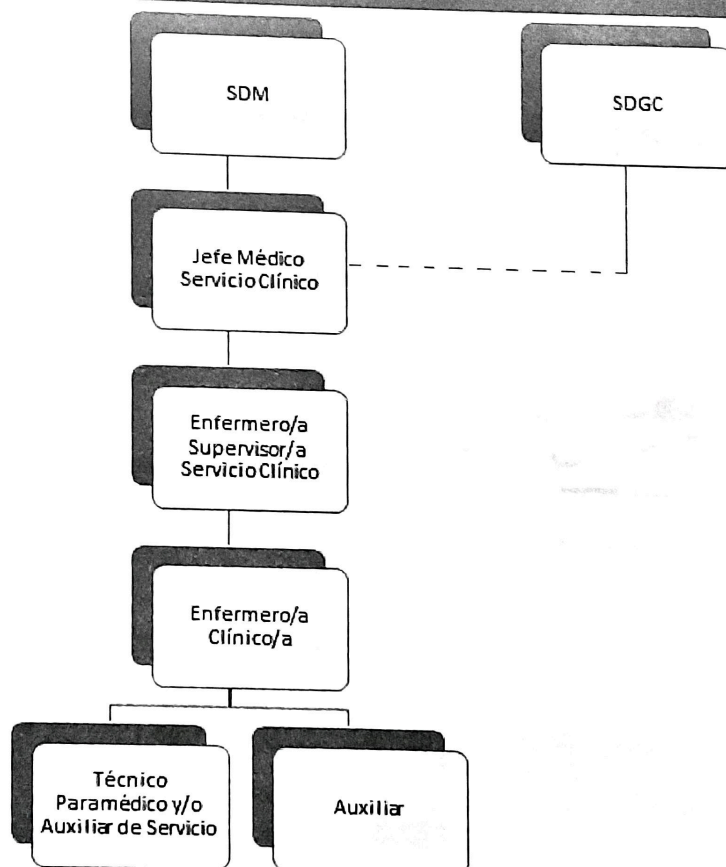 SDM
SDGC
Jefe Médico
Servicio Clínico
Enfermero/a
Supervisor/a
Servicio Clínico
Enfermero/a
Clínico/a
Técnico
Paramédico y/o
Auxiliar de Servicio
Auxiliar